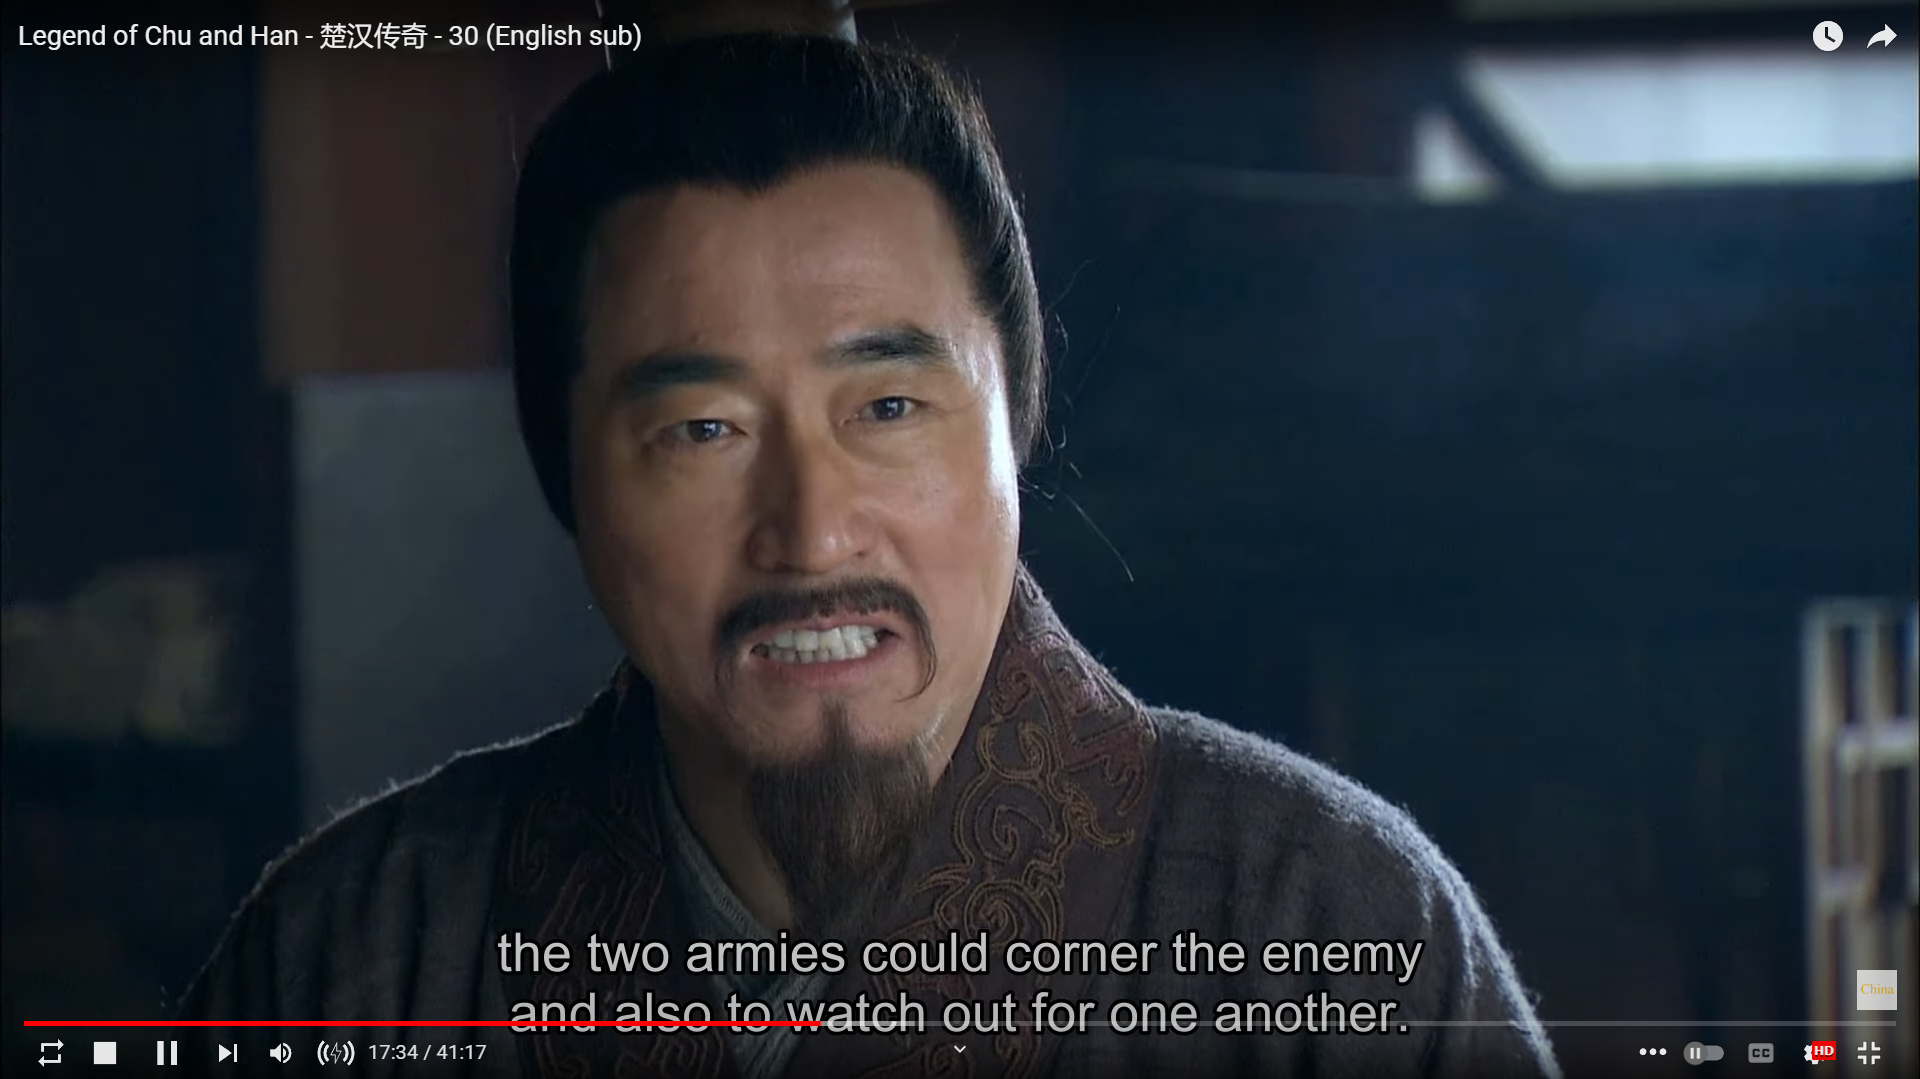 Legend of Chu and Han - 楚汉传奇 - 30 (English sub)
the two armies could corner the enemy
and also to watch out for one another.
China
17:34 / 41:17
CC
HD